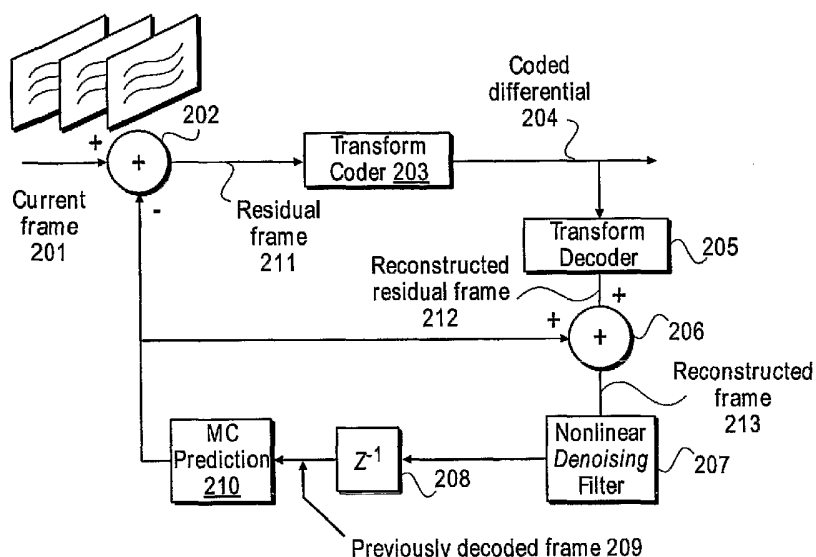 Coded
differential
204
202
+
+
-
Transform
Coder 203
Current
frame
201
Residual
frame
211
Transform
Decoder
205
Reconstructed
residual frame
212
+
+
+
206
Reconstructed
frame
213
MC
Prediction
210
Z-1
208
Nonlinear
Denoising
Filter
207
Previously decoded frame 209